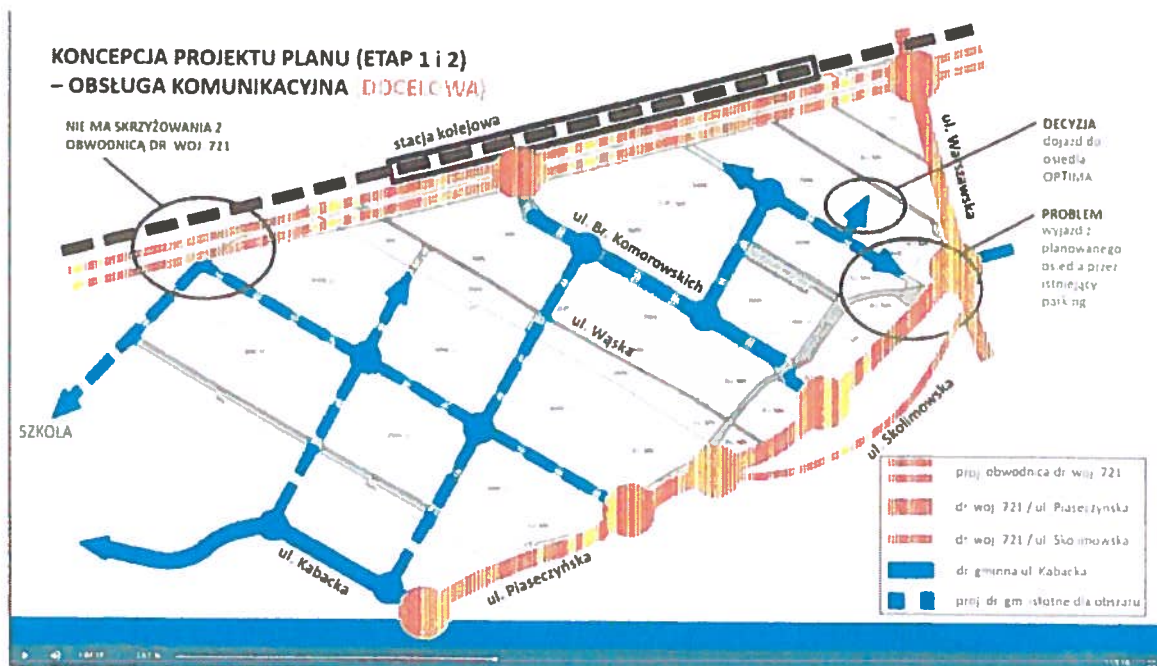 KONCEPCJA PROJEKTU PLANU (ETAP 1 i 2)
– OBSŁUGA KOMUNIKACYJNA (DOCELOWA)
NIE MA SKRZYŻOWANIA Z
OBWODNICĄ DR WOJ 721
stacja kolejowa
ul. Warszawska
DECYZJA
dojazd do
osiedla
OPTIMA
PROBLEM
wyjazd z
planowanego
osiedla przez
istniejący
parking
ul. Br. Komorowskich
ul. Wąska
ul. Skolimowska
SZKOŁA
ul. Kabacka
ul. Piaseczyńska
proj obwodnica dr woj 721
dr woj 721 / ul Piaseczyńska
dr woj 721 / ul Skolimowska
dr gminna ul Kabacka
proj dr gm istotne dla obszaru